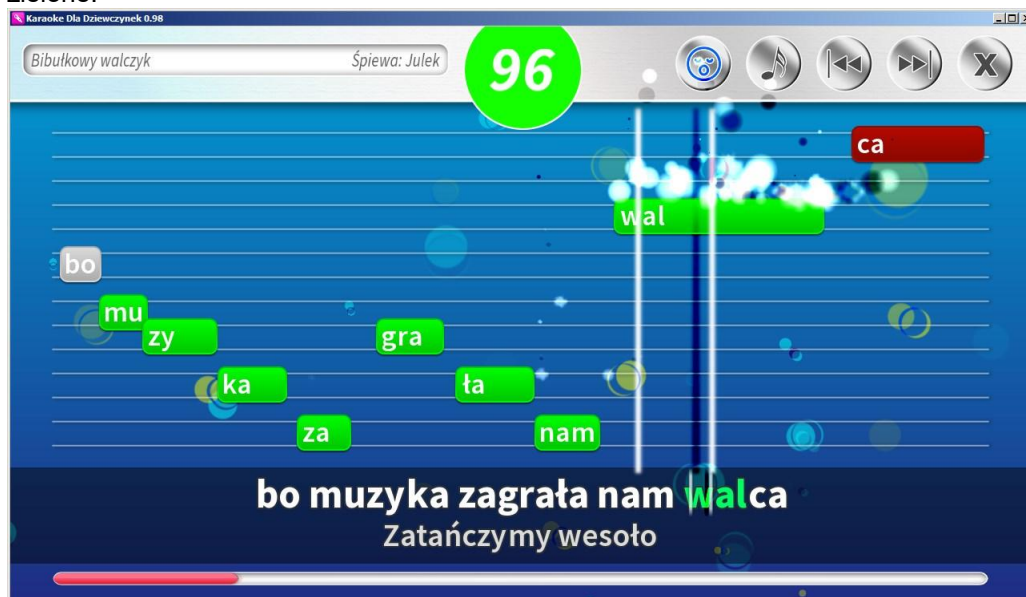 Karaoke Dla Dziewczynek 0.98
Bibułkowy walczyk Śpiewa: Julek
96
X
ca
wal
bo
mu
zy
gra
ka
ła
za
nam
bo muzyka zagrała nam walca
Zatańczymy wesoło